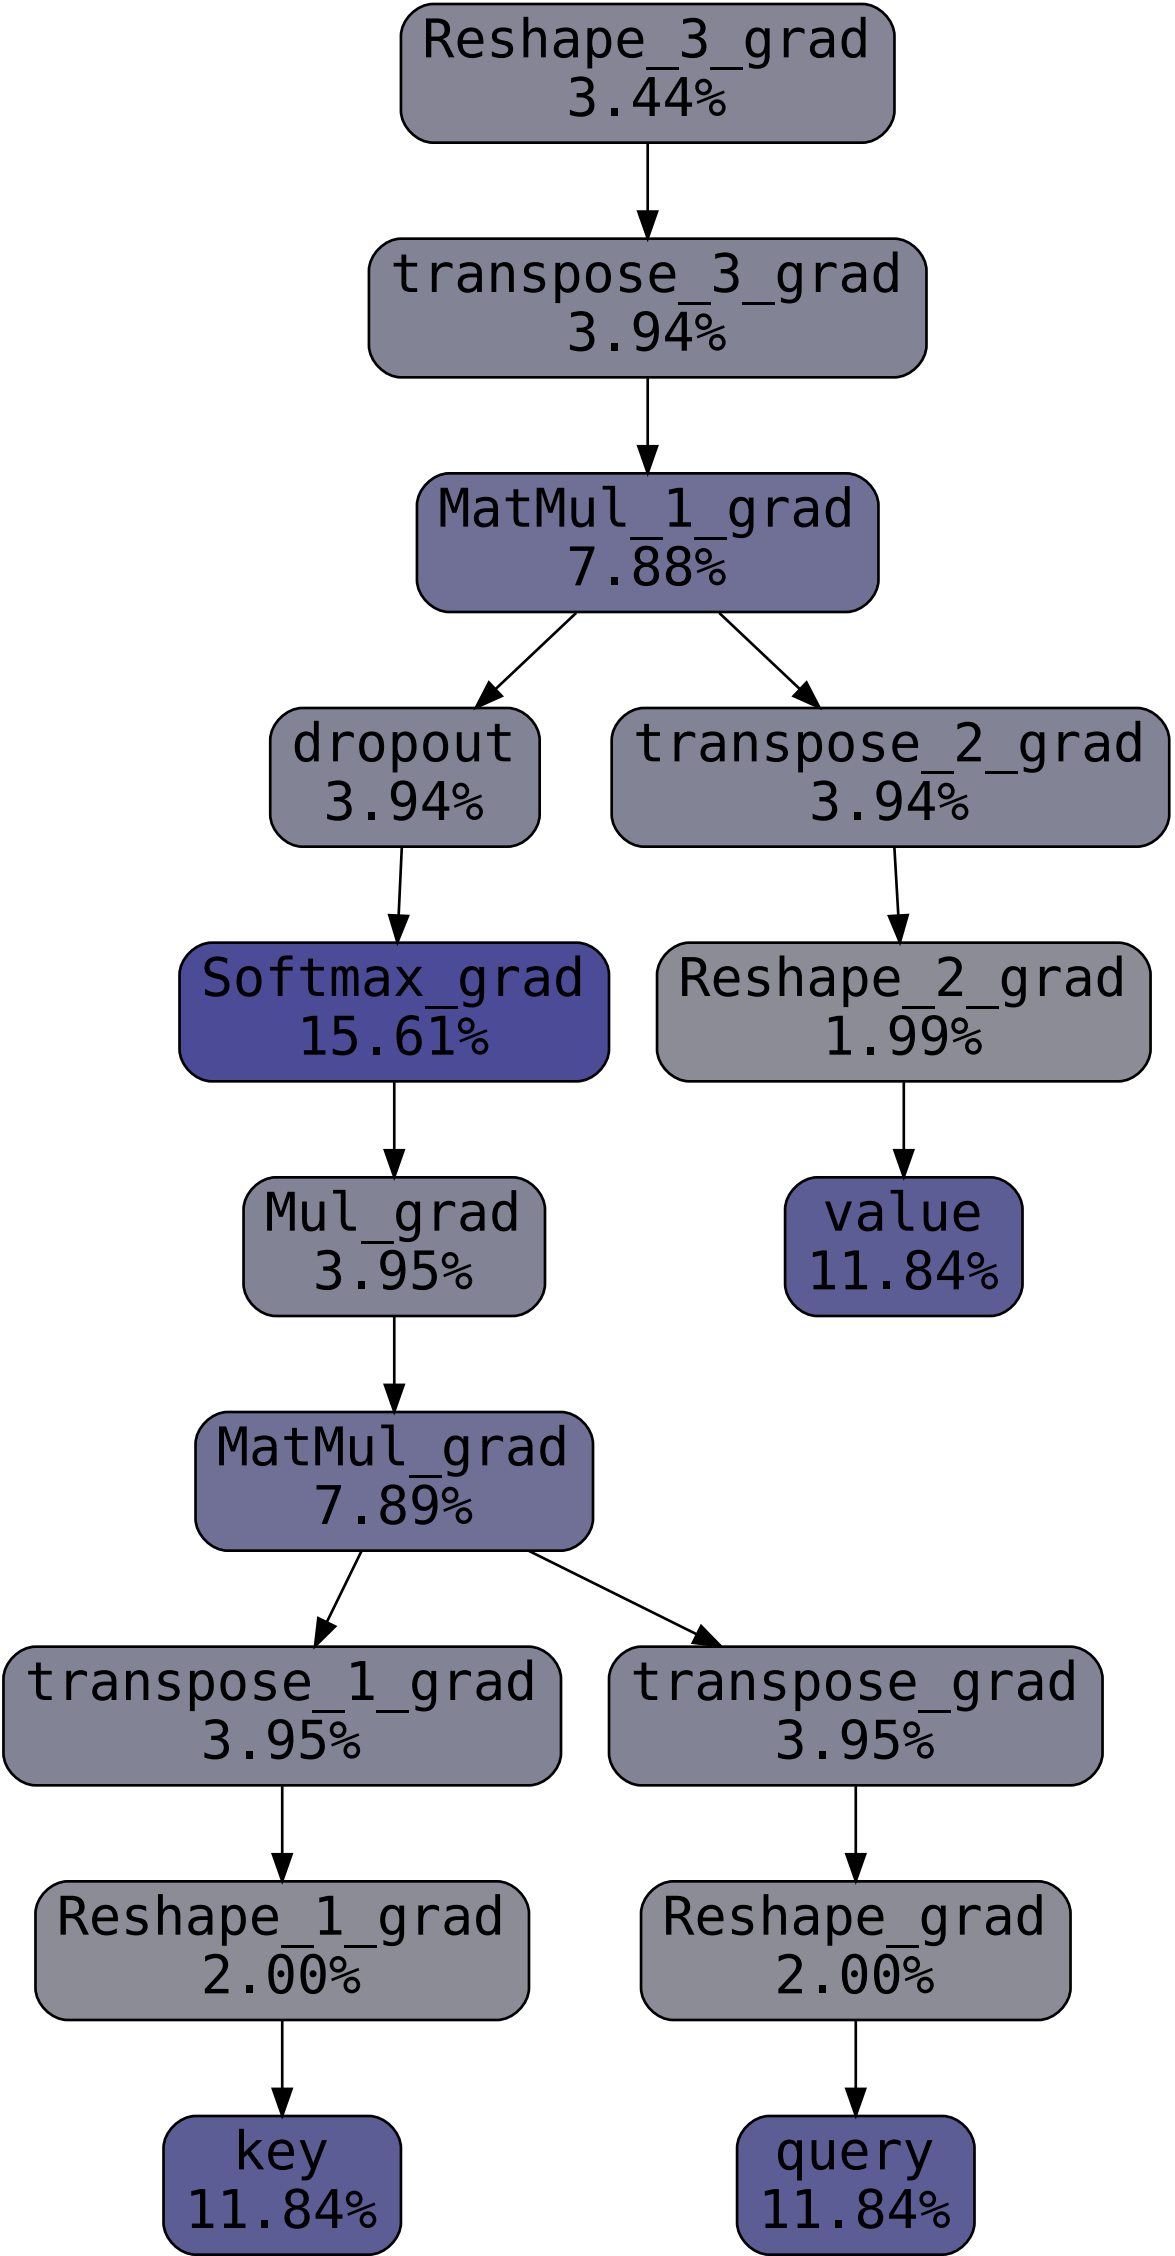 Reshape_3_grad
3.44%
transpose_3_grad
3.94%
MatMul_1_grad
7.88%
dropout
3.94%
transpose_2_grad
3.94%
Softmax_grad
15.61%
Reshape_2_grad
1.99%
Mul_grad
3.95%
value
11.84%
MatMul_grad
7.89%
transpose_1_grad
3.95%
transpose_grad
3.95%
Reshape_1_grad
2.00%
Reshape_grad
2.00%
key
11.84%
query
11.84%